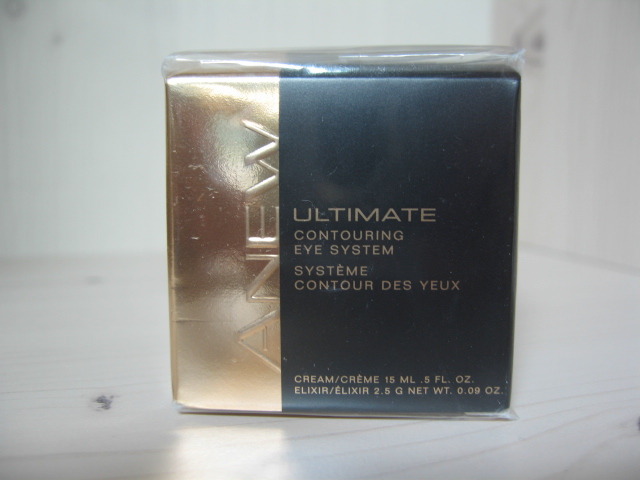 ANEW
ULTIMATE
CONTOURING
EYE SYSTEM
SYSTÈME
CONTOUR DES YEUX
CREAM/CRÈME 15 ML .5 FL. OZ.
ELIXIR/ÉLIXIR 2.5 G NET WT. 0.09 OZ.